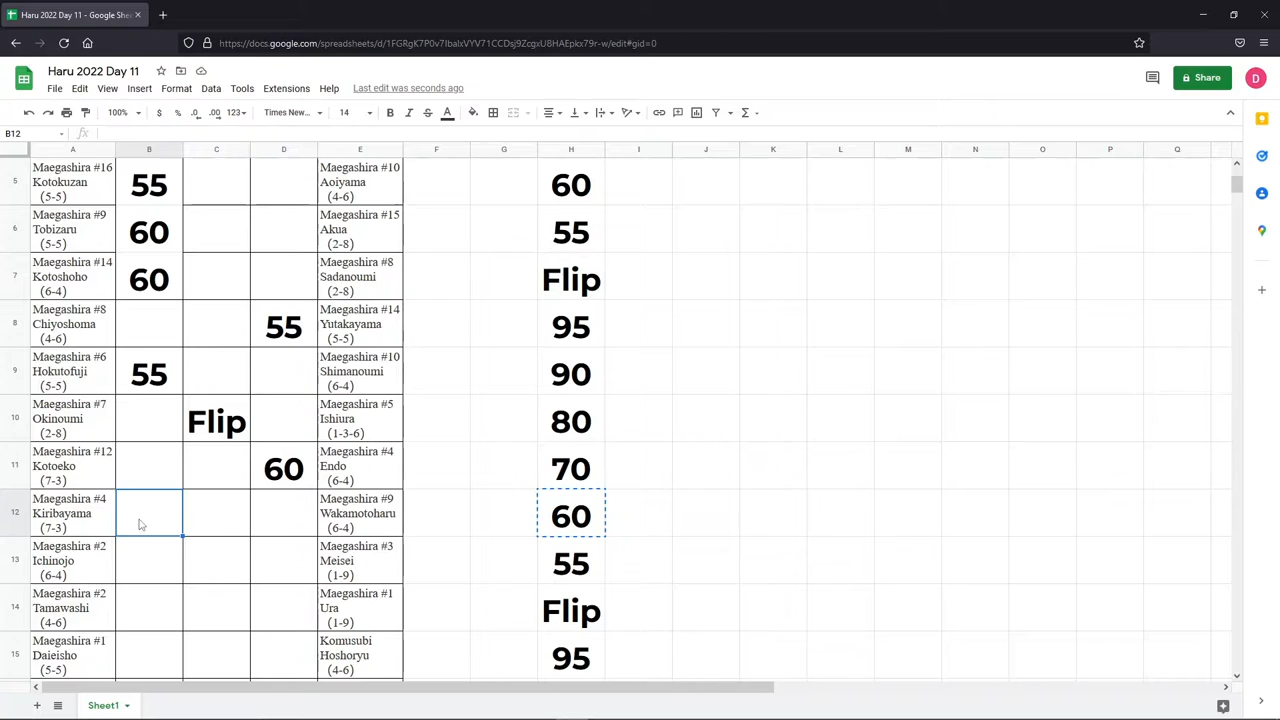 Haru 2022 Day 11 - Google She
https://docs.google.com/spreadsheets/d/1FGRgK7P0v7IbalxVYV71CCDsj9ZcgxU8HAEpkx79r-w/edit#gid=0
Haru 2022 Day 11
File Edit View Insert Format Data Tools Extensions Help Last edit was seconds ago
Share
D
100% $ % .0 .00 123 Times New... 14 B I S A
B12 fx
A B C D E F G H I J K L M N O P Q
5
Maegashira #16
Kotokuzan
(5-5)
55
Maegashira #10
Aoiyama
(4-6)
60
6
Maegashira #9
Tobizaru
(5-5)
60
Maegashira #15
Akua
(2-8)
55
7
Maegashira #14
Kotoshoho
(6-4)
60
Maegashira #8
Sadanoumi
(2-8)
Flip
8
Maegashira #8
Chiyoshoma
(4-6)
55
Maegashira #14
Yutakayama
(5-5)
95
9
Maegashira #6
Hokutofuji
(5-5)
55
Maegashira #10
Shimanoumi
(6-4)
90
10
Maegashira #7
Okinoumi
(2-8)
Flip
Maegashira #5
Ishiura
(1-3-6)
80
11
Maegashira #12
Kotoeko
(7-3)
60
Maegashira #4
Endo
(6-4)
70
12
Maegashira #4
Kiribayama
(7-3)
Maegashira #9
Wakamotoharu
(6-4)
60
13
Maegashira #2
Ichinojo
(6-4)
Maegashira #3
Meisei
(1-9)
55
14
Maegashira #2
Tamawashi
(4-6)
Maegashira #1
Ura
(1-9)
Flip
15
Maegashira #1
Daieisho
(5-5)
Komusubi
Hoshoryu
(4-6)
95
Sheet1